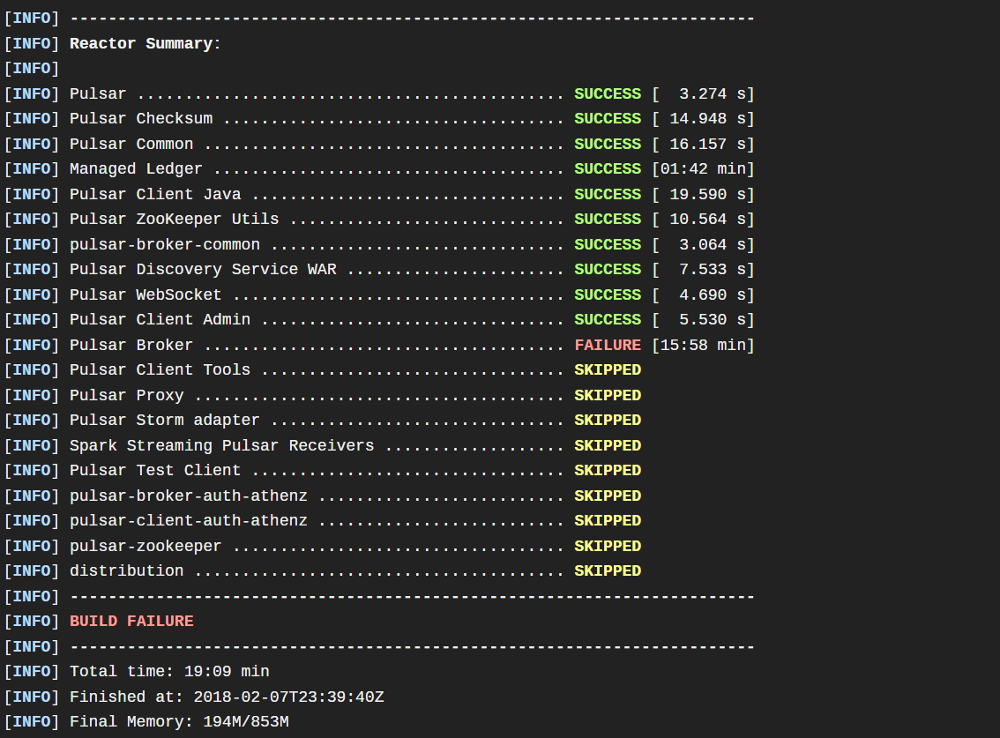 [INFO] ------------------------------------------------------------------------
[INFO] Reactor Summary:
[INFO]
[INFO] Pulsar ............................................. SUCCESS [  3.274 s]
[INFO] Pulsar Checksum .................................... SUCCESS [ 14.948 s]
[INFO] Pulsar Common ...................................... SUCCESS [ 16.157 s]
[INFO] Managed Ledger ..................................... SUCCESS [01:42 min]
[INFO] Pulsar Client Java ................................. SUCCESS [ 19.590 s]
[INFO] Pulsar ZooKeeper Utils ............................. SUCCESS [ 10.564 s]
[INFO] pulsar-broker-common ............................... SUCCESS [  3.064 s]
[INFO] Pulsar Discovery Service WAR ....................... SUCCESS [  7.533 s]
[INFO] Pulsar WebSocket ................................... SUCCESS [  4.690 s]
[INFO] Pulsar Client Admin ................................ SUCCESS [  5.530 s]
[INFO] Pulsar Broker ...................................... FAILURE [15:58 min]
[INFO] Pulsar Client Tools ................................ SKIPPED
[INFO] Pulsar Proxy ....................................... SKIPPED
[INFO] Pulsar Storm adapter ............................... SKIPPED
[INFO] Spark Streaming Pulsar Receivers ................... SKIPPED
[INFO] Pulsar Test Client ................................. SKIPPED
[INFO] pulsar-broker-auth-athenz .......................... SKIPPED
[INFO] pulsar-client-auth-athenz .......................... SKIPPED
[INFO] pulsar-zookeeper ................................... SKIPPED
[INFO] distribution ....................................... SKIPPED
[INFO] ------------------------------------------------------------------------
[INFO] BUILD FAILURE
[INFO] ------------------------------------------------------------------------
[INFO] Total time: 19:09 min
[INFO] Finished at: 2018-02-07T23:39:40Z
[INFO] Final Memory: 194M/853M